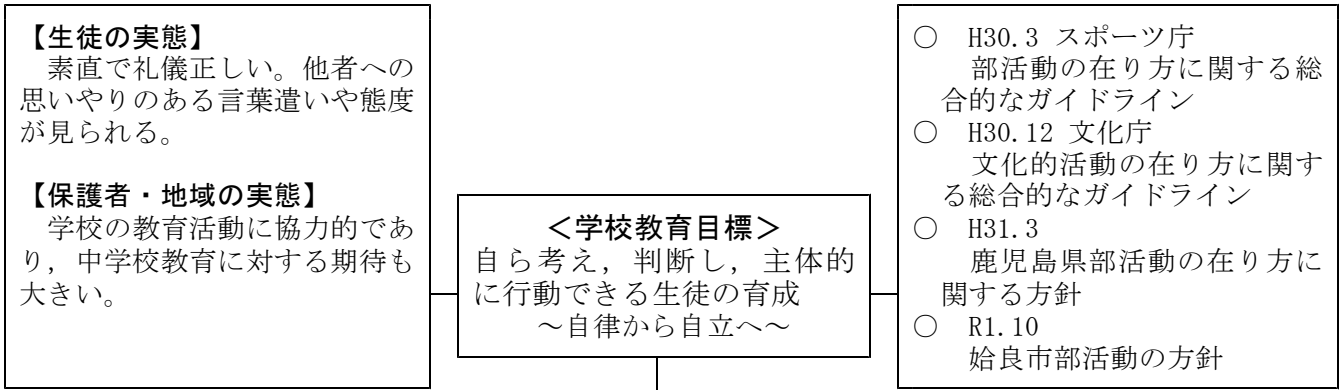 【生徒の実態】
素直で礼儀正しい。他者への
思いやりのある言葉遣いや態度
が見られる。
【保護者・地域の実態】
学校の教育活動に協力的であ
り，中学校教育に対する期待も
大きい。
＜学校教育目標＞
自ら考え，判断し，主体的
に行動できる生徒の育成
～自律から自立へ～
○ H30.3 スポーツ庁
部活動の在り方に関する総
合的なガイドライン
○ H30.12 文化庁
文化的活動の在り方に関す
る総合的なガイドライン
○ H31.3
鹿児島県部活動の在り方に
関する方針
○ R1.10
姶良市部活動の方針